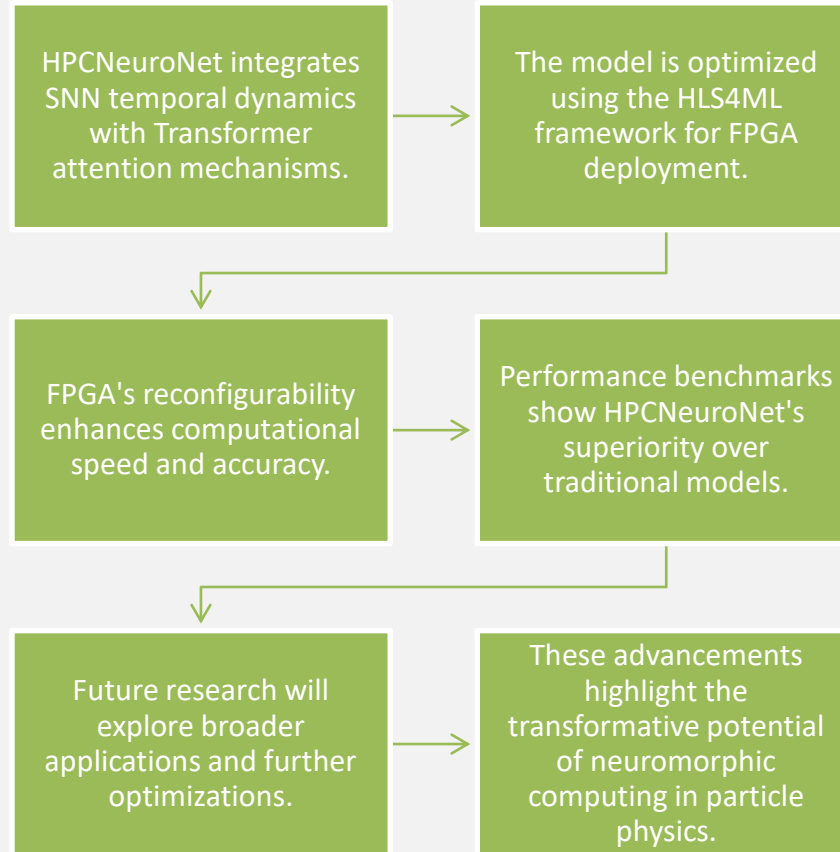 HPCNeuroNet integrates
SNN temporal dynamics
with Transformer
attention mechanisms.
The model is optimized
using the HLS4ML
framework for FPGA
deployment.
FPGA's reconfigurability
enhances computational
speed and accuracy.
Performance benchmarks
show HPCNeuroNet's
superiority over
traditional models.
Future research will
explore broader
applications and further
optimizations.
These advancements
highlight the
transformative potential
of neuromorphic
computing in particle
physics.